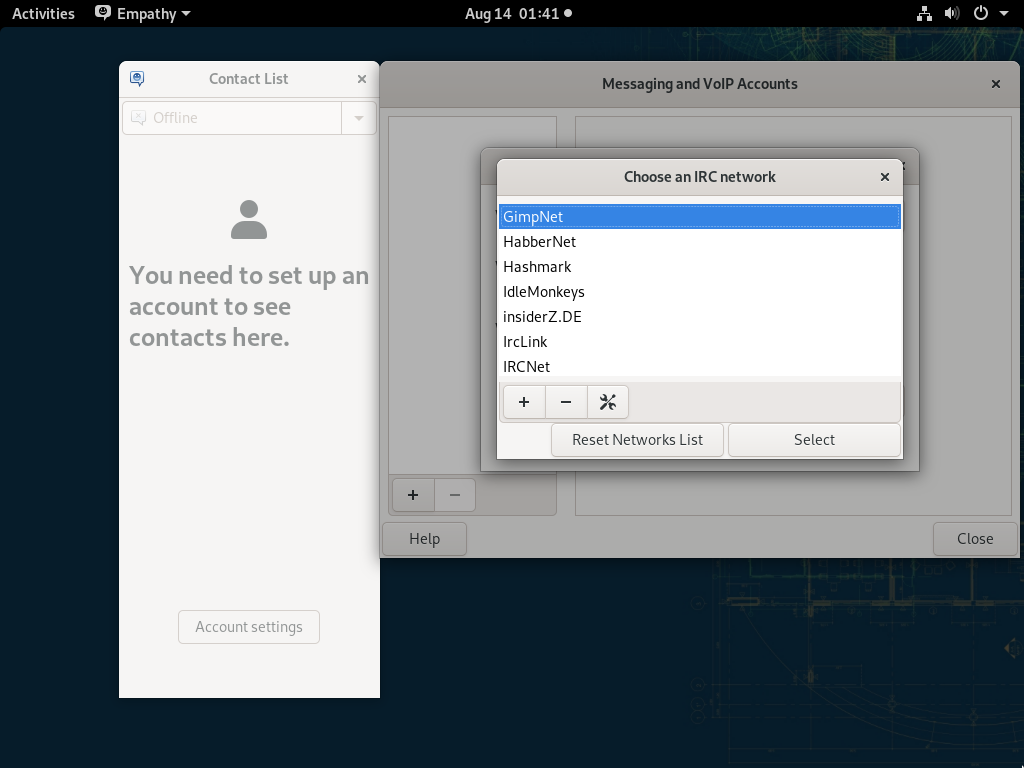 Activities
Empathy
Aug 14 01:41
Contact List
Offline
You need to set up an
account to see
contacts here.
Account settings
Messaging and VoIP Accounts
Choose an IRC network
GimpNet
HabberNet
Hashmark
IdleMonkeys
insiderZ.DE
IrcLink
IRCNet
Reset Networks List
Select
Help
Close